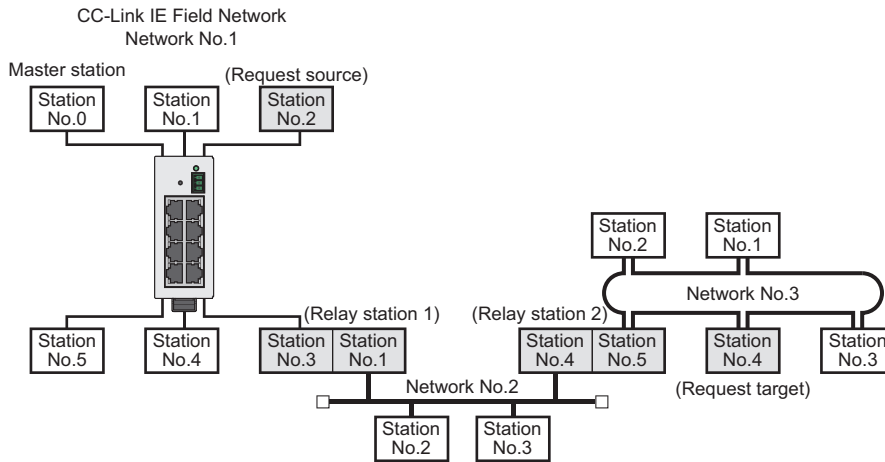 CC-Link IE Field Network
Network No.1
Master station
(Request source)
Station
No.0
Station
No.1
Station
No.2
Station
No.2
Station
No.1
Network No.3
(Relay station 1)
(Relay station 2)
Station
No.5
Station
No.4
Station
No.3
Station
No.1
Station
No.4
Station
No.5
Station
No.4
Station
No.3
Network No.2
(Request target)
Station
No.2
Station
No.3